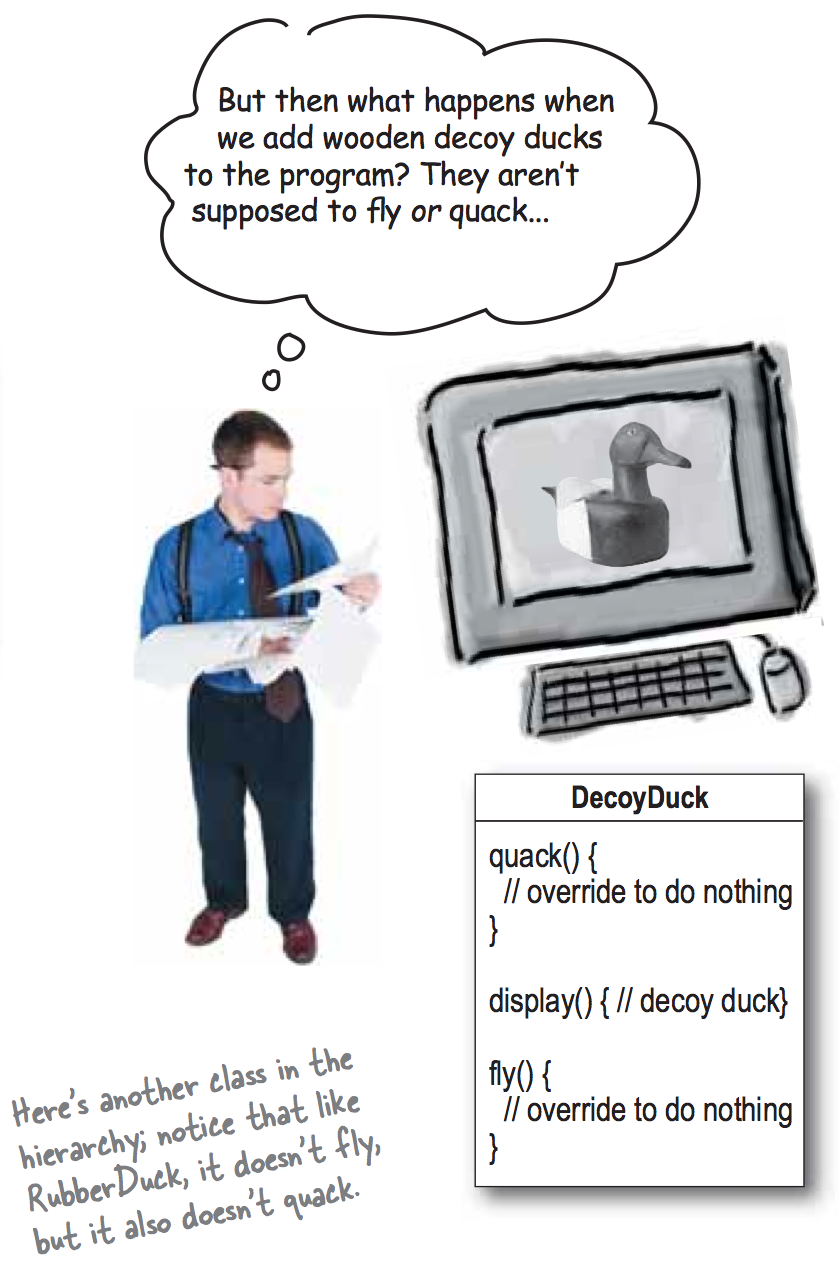 But then what happens when
we add wooden decoy ducks
to the program? They aren't
supposed to fly or quack...
DecoyDuck
quack() {
// override to do nothing
}
display() { // decoy duck}
fly() {
// override to do nothing
}
Here's another class in the
hierarchy; notice that like
RubberDuck, it doesn't fly,
but it also doesn't quack.